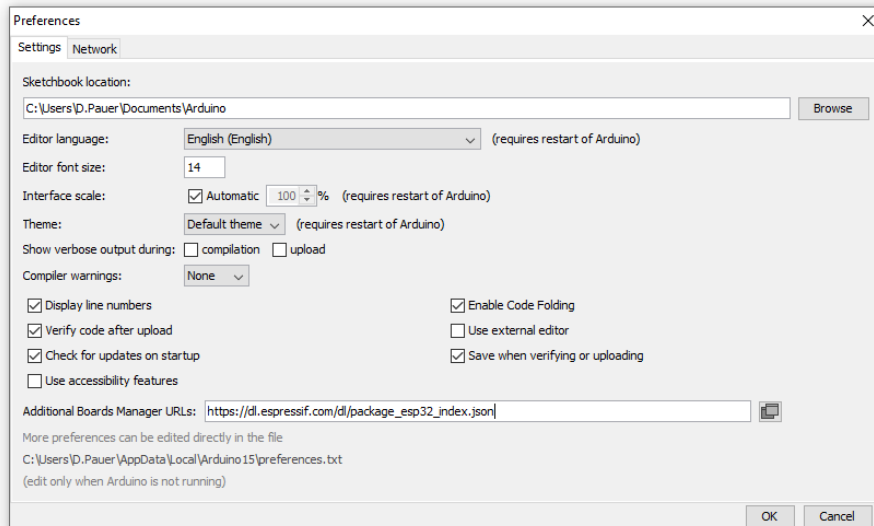 Preferences
Settings Network
Sketchbook location:
C:\Users\D.Pauer\Documents\Arduino Browse
Editor language: English (English) (requires restart of Arduino)
Editor font size: 14
Interface scale: Automatic 100 % (requires restart of Arduino)
Theme: Default theme (requires restart of Arduino)
Show verbose output during: compilation upload
Compiler warnings: None
Display line numbers Enable Code Folding
Verify code after upload Use external editor
Check for updates on startup Save when verifying or uploading
Use accessibility features
Additional Boards Manager URLs: https://dl.espressif.com/dl/package_esp32_index.json
More preferences can be edited directly in the file
C:\Users\D.Pauer\AppData\Local\Arduino15\preferences.txt
(edit only when Arduino is not running)
OK Cancel